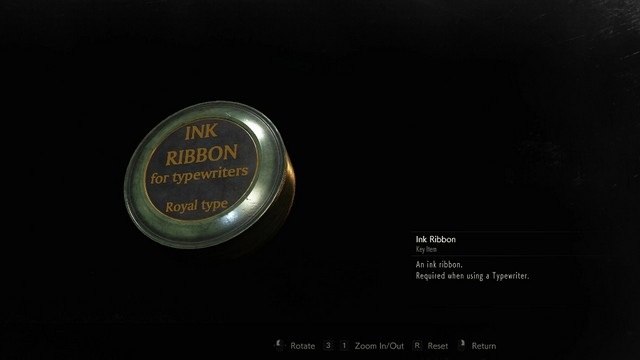 INK
RIBBON
for typewriters
Royal type
Ink Ribbon
Key Item
An ink ribbon.
Required when using a Typewriter.
Rotate 3 1 Zoom In/Out R Reset Return